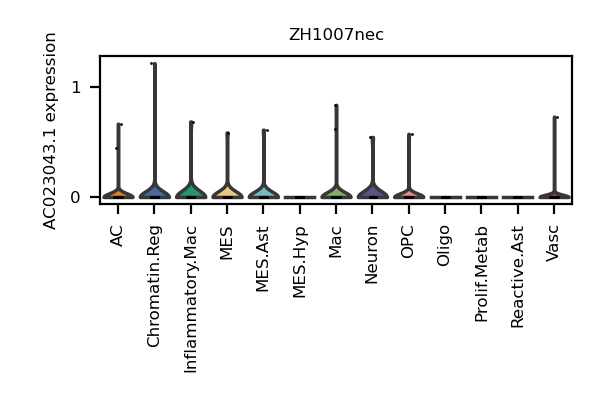 ZH1007nec
AC023043.1 expression
1
0
AC
Chromatin.Reg
Inflammatory.Mac
MES
MES.Ast
MES.Hyp
Mac
Neuron
OPC
Oligo
Prolif.Metab
Reactive.Ast
Vasc